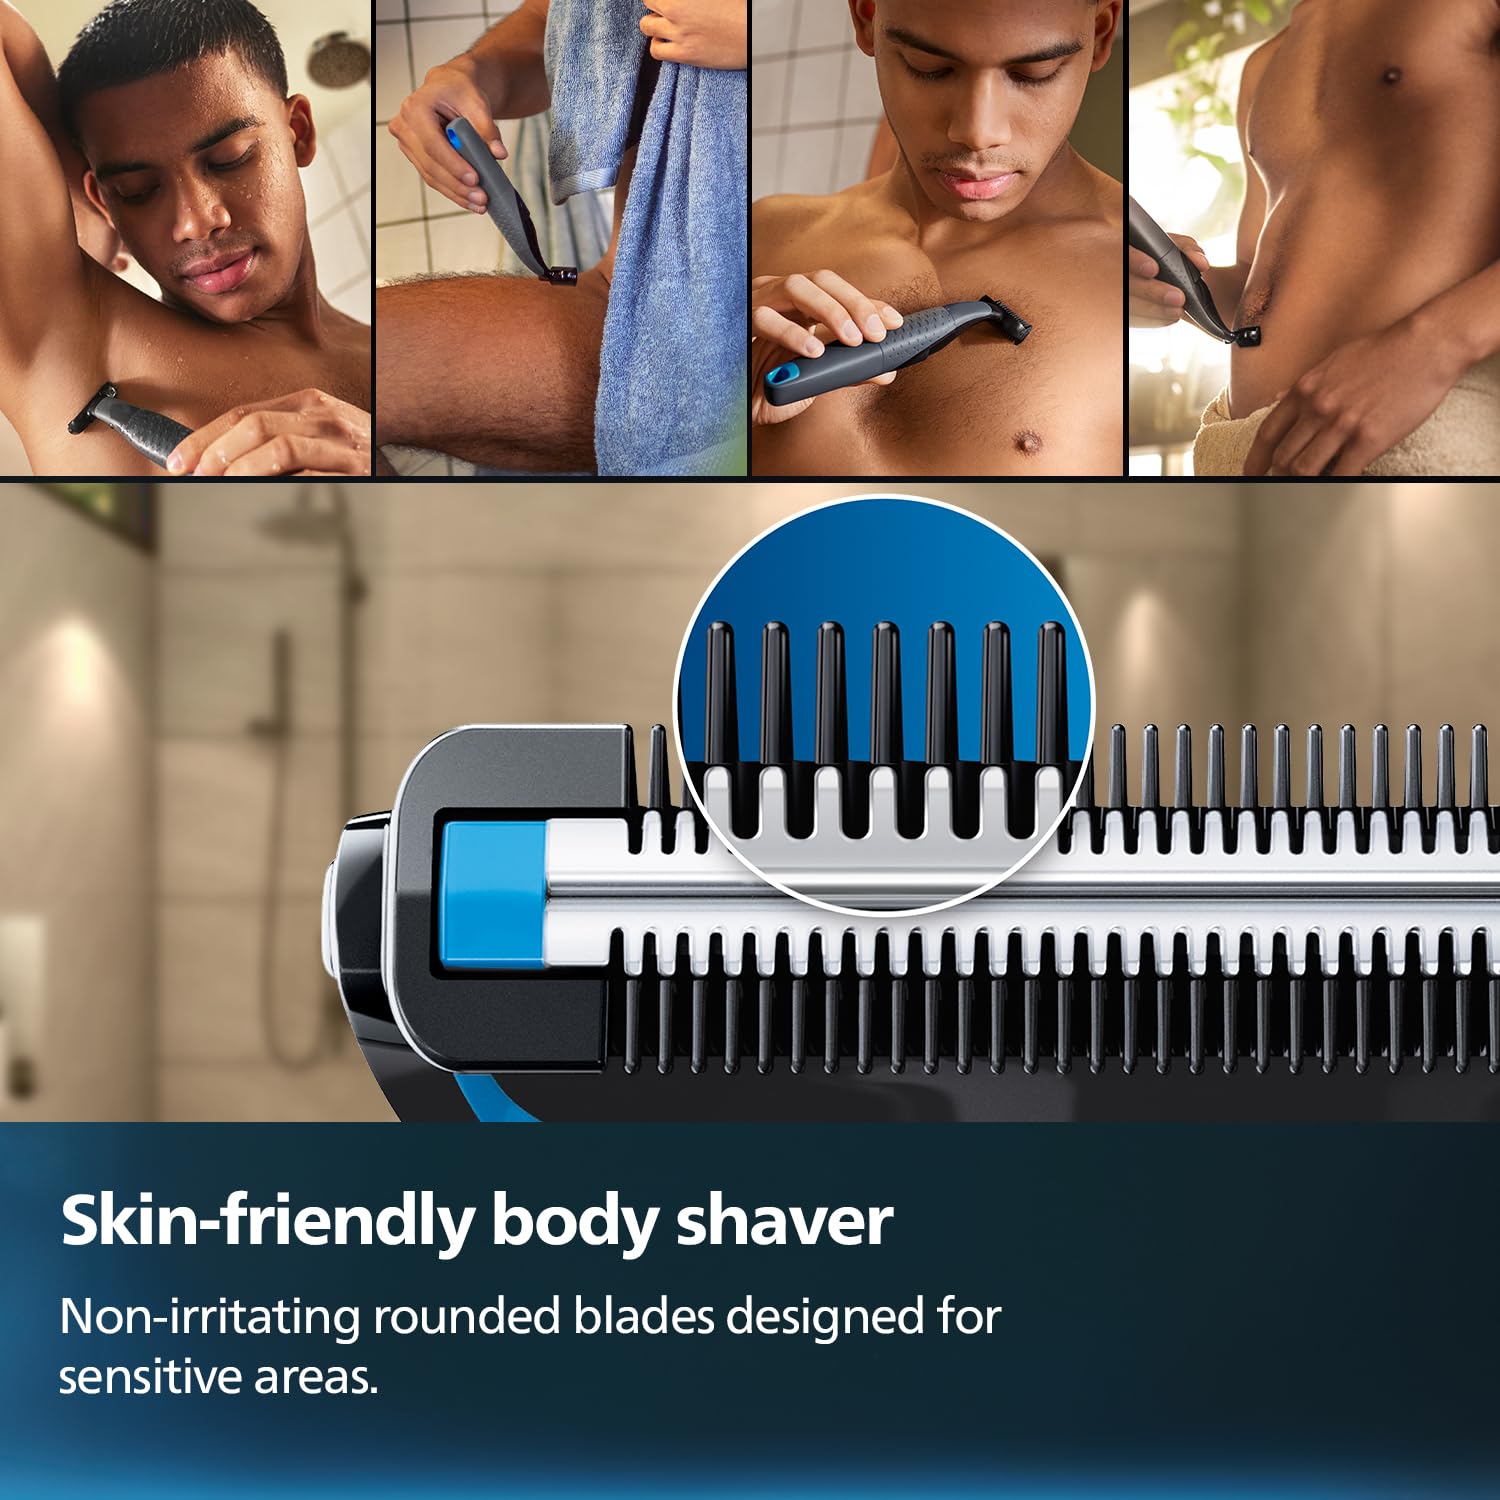 Skin-friendly body shaver
Non-irritating rounded blades designed for
sensitive areas.